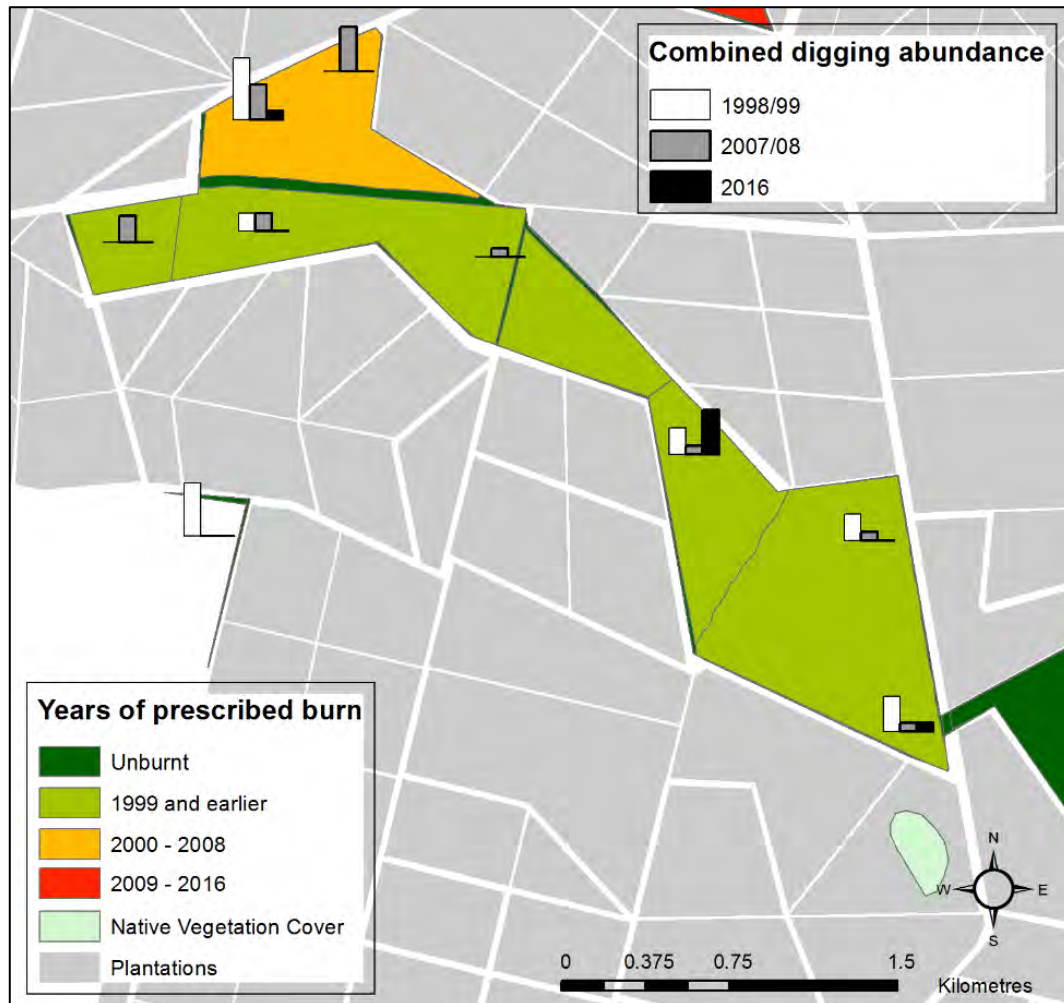 Combined digging abundance
1998/99
2007/08
2016
Years of prescribed burn
Unburnt
1999 and earlier
2000 - 2008
2009 - 2016
Native Vegetation Cover
Plantations
N
W E
S
0 0.375 0.75 1.5
Kilometres